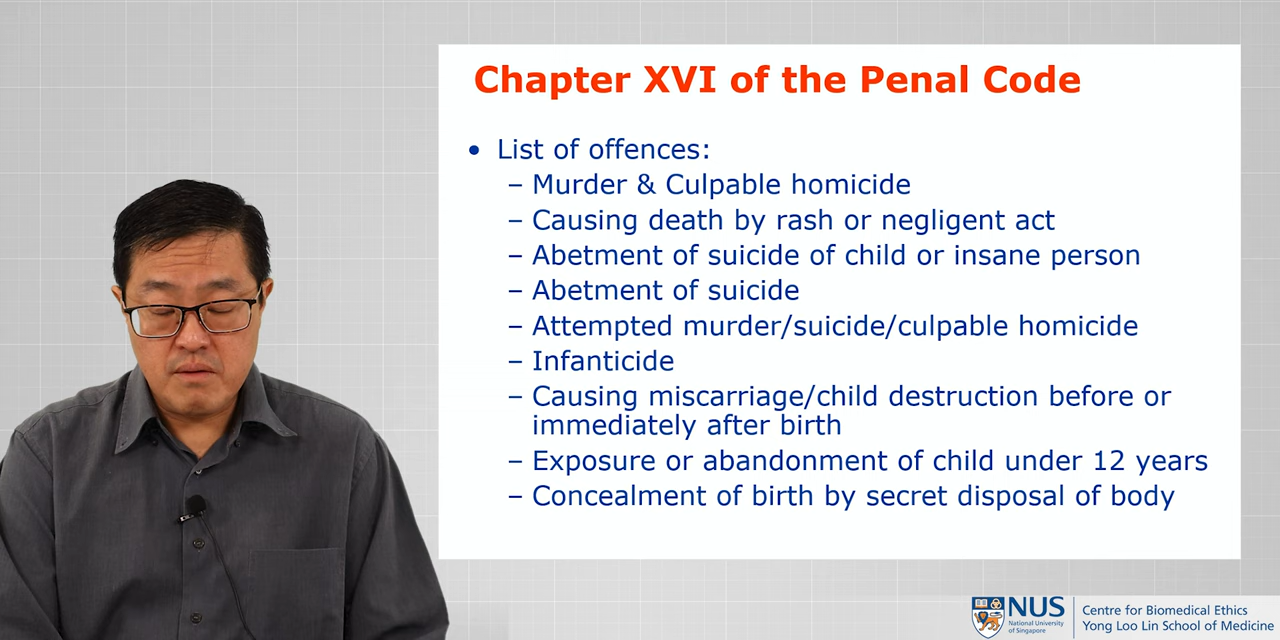 Chapter XVI of the Penal Code
• List of offences:
– Murder & Culpable homicide
– Causing death by rash or negligent act
– Abetment of suicide of child or insane person
– Abetment of suicide
– Attempted murder/suicide/culpable homicide
– Infanticide
– Causing miscarriage/child destruction before or
immediately after birth
– Exposure or abandonment of child under 12 years
– Concealment of birth by secret disposal of body
NUS
National University
of Singapore
Centre for Biomedical Ethics
Yong Loo Lin School of Medicine